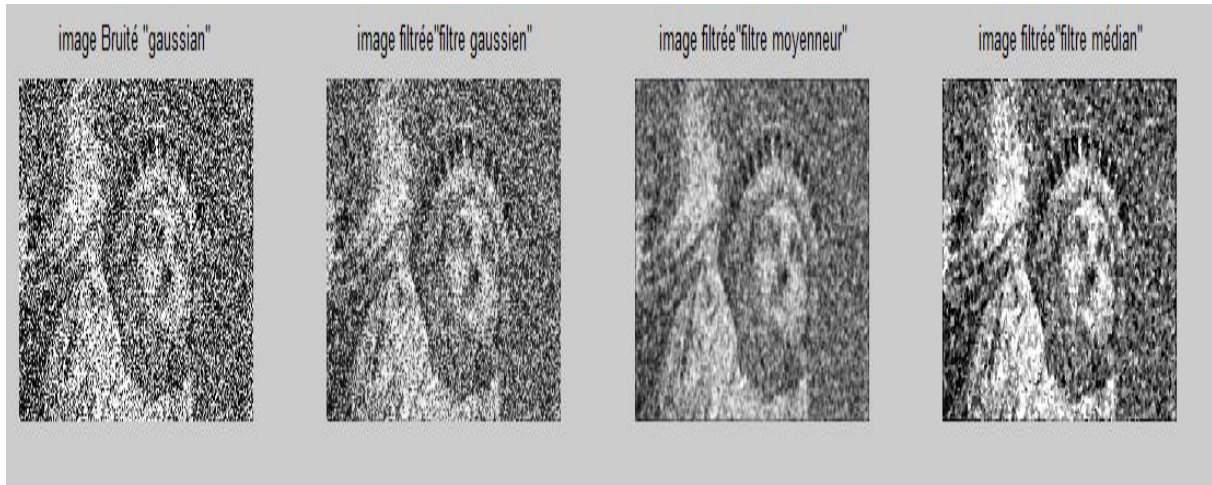 image Bruité "gaussian"
image filtrée"filtre gaussien"
image filtrée"filtre moyenneur"
image filtrée"filtre médian"